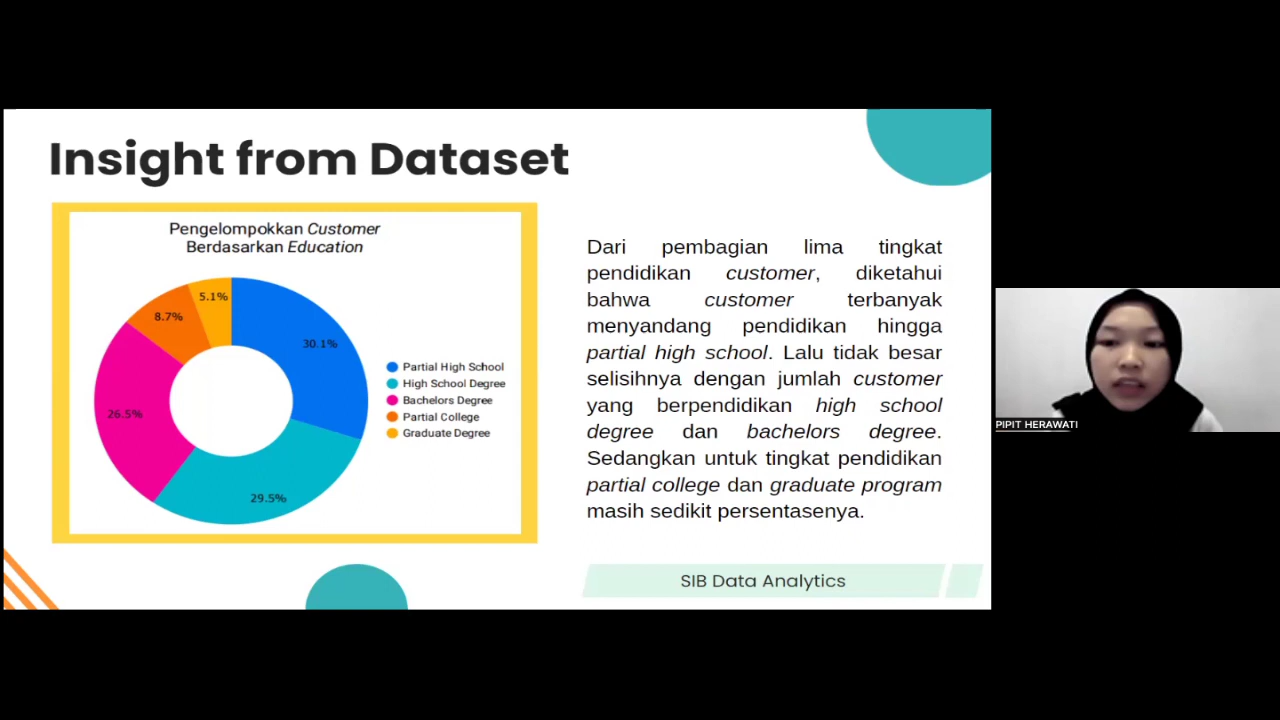 Insight from Dataset
Pengelompokkan Customer
Berdasarkan Education
5.1%
8.7%
30.1%
26.5%
29.5%
Partial High School
High School Degree
Bachelors Degree
Partial College
Graduate Degree
Dari pembagian lima tingkat
pendidikan customer, diketahui
bahwa customer terbanyak
menyandang pendidikan hingga
partial high school. Lalu tidak besar
selisihnya dengan jumlah customer
yang berpendidikan high school
degree dan bachelors degree.
Sedangkan untuk tingkat pendidikan
partial college dan graduate program
masih sedikit persentasenya.
SIB Data Analytics
PIPIT HERAWATI